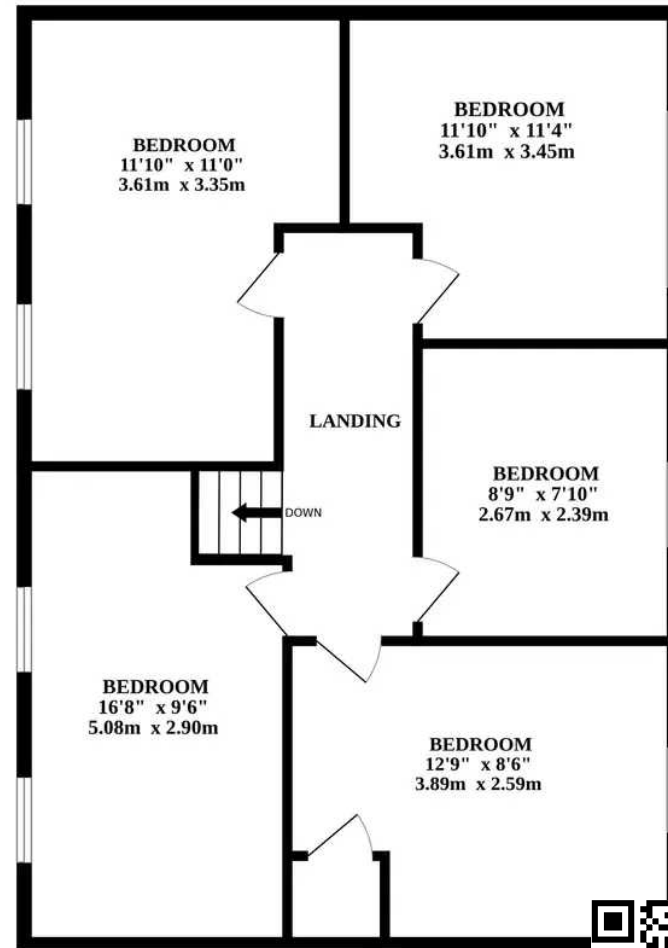 BEDROOM
11'10" x 11'0"
3.61m x 3.35m
BEDROOM
11'10" x 11'4"
3.61m x 3.45m
LANDING
BEDROOM
8'9" x 7'10"
2.67m x 2.39m
DOWN
BEDROOM
16'8" x 9'6"
5.08m x 2.90m
BEDROOM
12'9" x 8'6"
3.89m x 2.59m